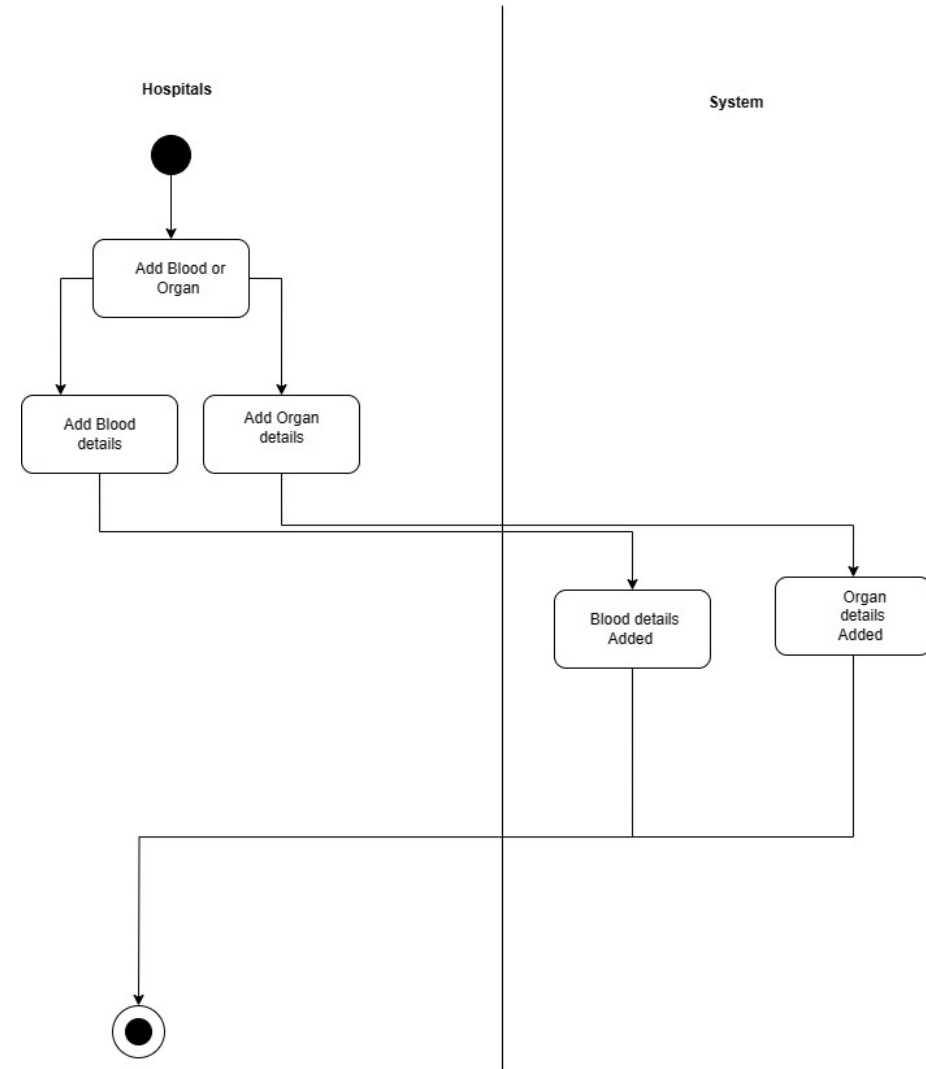 Hospitals
System
Add Blood or
Organ
Add Blood
details
Add Organ
details
Blood details
Added
Organ
details
Added